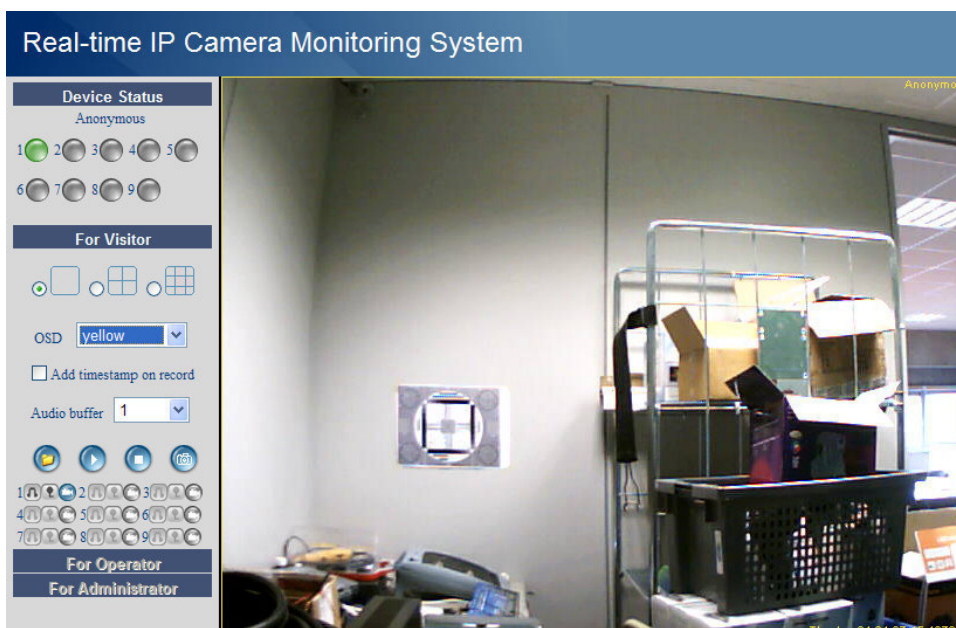 Real-time IP Camera Monitoring System
Device Status
Anonymous
1 2 3 4 5
6 7 8 9
For Visitor
OSD yellow
Add timestamp on record
Audio buffer 1
1 2 3
4 5 6
7 8 9
For Operator
For Administrator
Anonymo